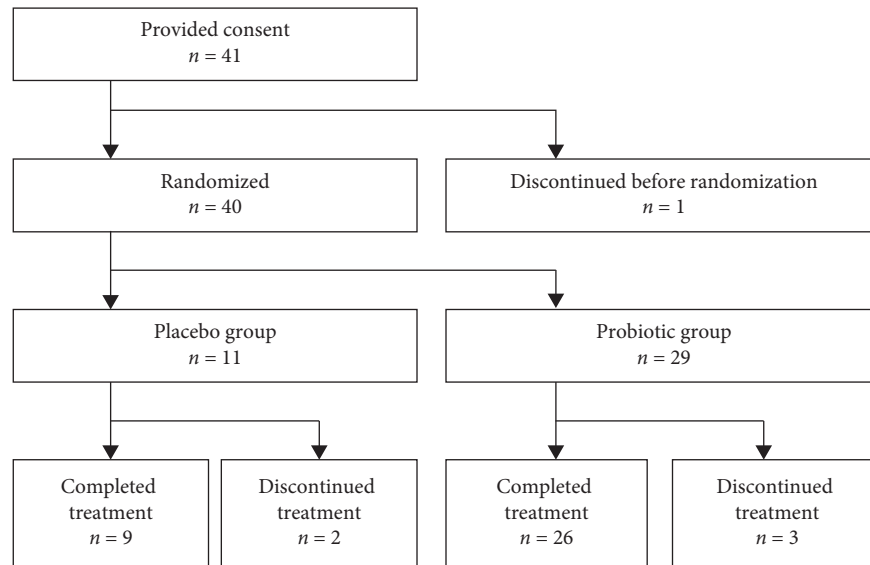 Provided consent
n = 41
Randomized
n = 40
Discontinued before randomization
n = 1
Placebo group
n = 11
Probiotic group
n = 29
Completed
treatment
n = 9
Discontinued
treatment
n = 2
Completed
treatment
n = 26
Discontinued
treatment
n = 3